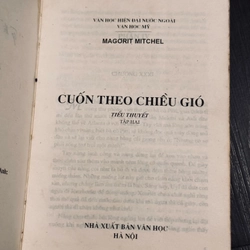 VĂN HỌC HIỆN ĐẠI NƯỚC NGOÀI
VĂN HỌC MỸ
MAGORIT MITCHEL
CUỐN THEO CHIỀU GIÓ
TIỂU THUYẾT
TẬP HAI
NHÀ XUẤT BẢN VĂN HỌC
HÀ NỘI